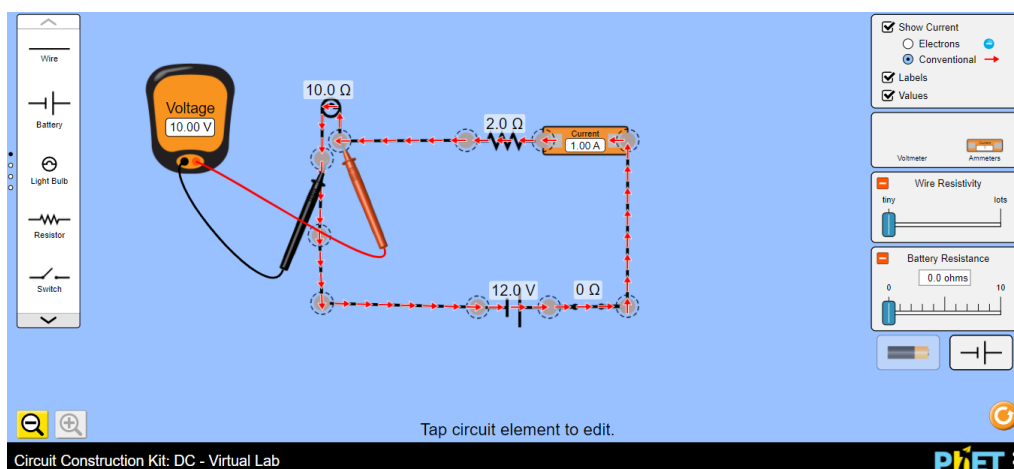 Wire
Battery
Light Bulb
Resistor
Switch
Voltage
10.00 V
10.0 Ω
2.0 Ω
Current
1.00 A
12.0 V
0 Ω
Show Current
Electrons
Conventional
Labels
Values
Voltmeter
Current
Ammeters
Wire Resistivity
tiny
lots
Battery Resistance
0.0 ohms
0
10
Tap circuit element to edit.
Circuit Construction Kit: DC - Virtual Lab
PhET